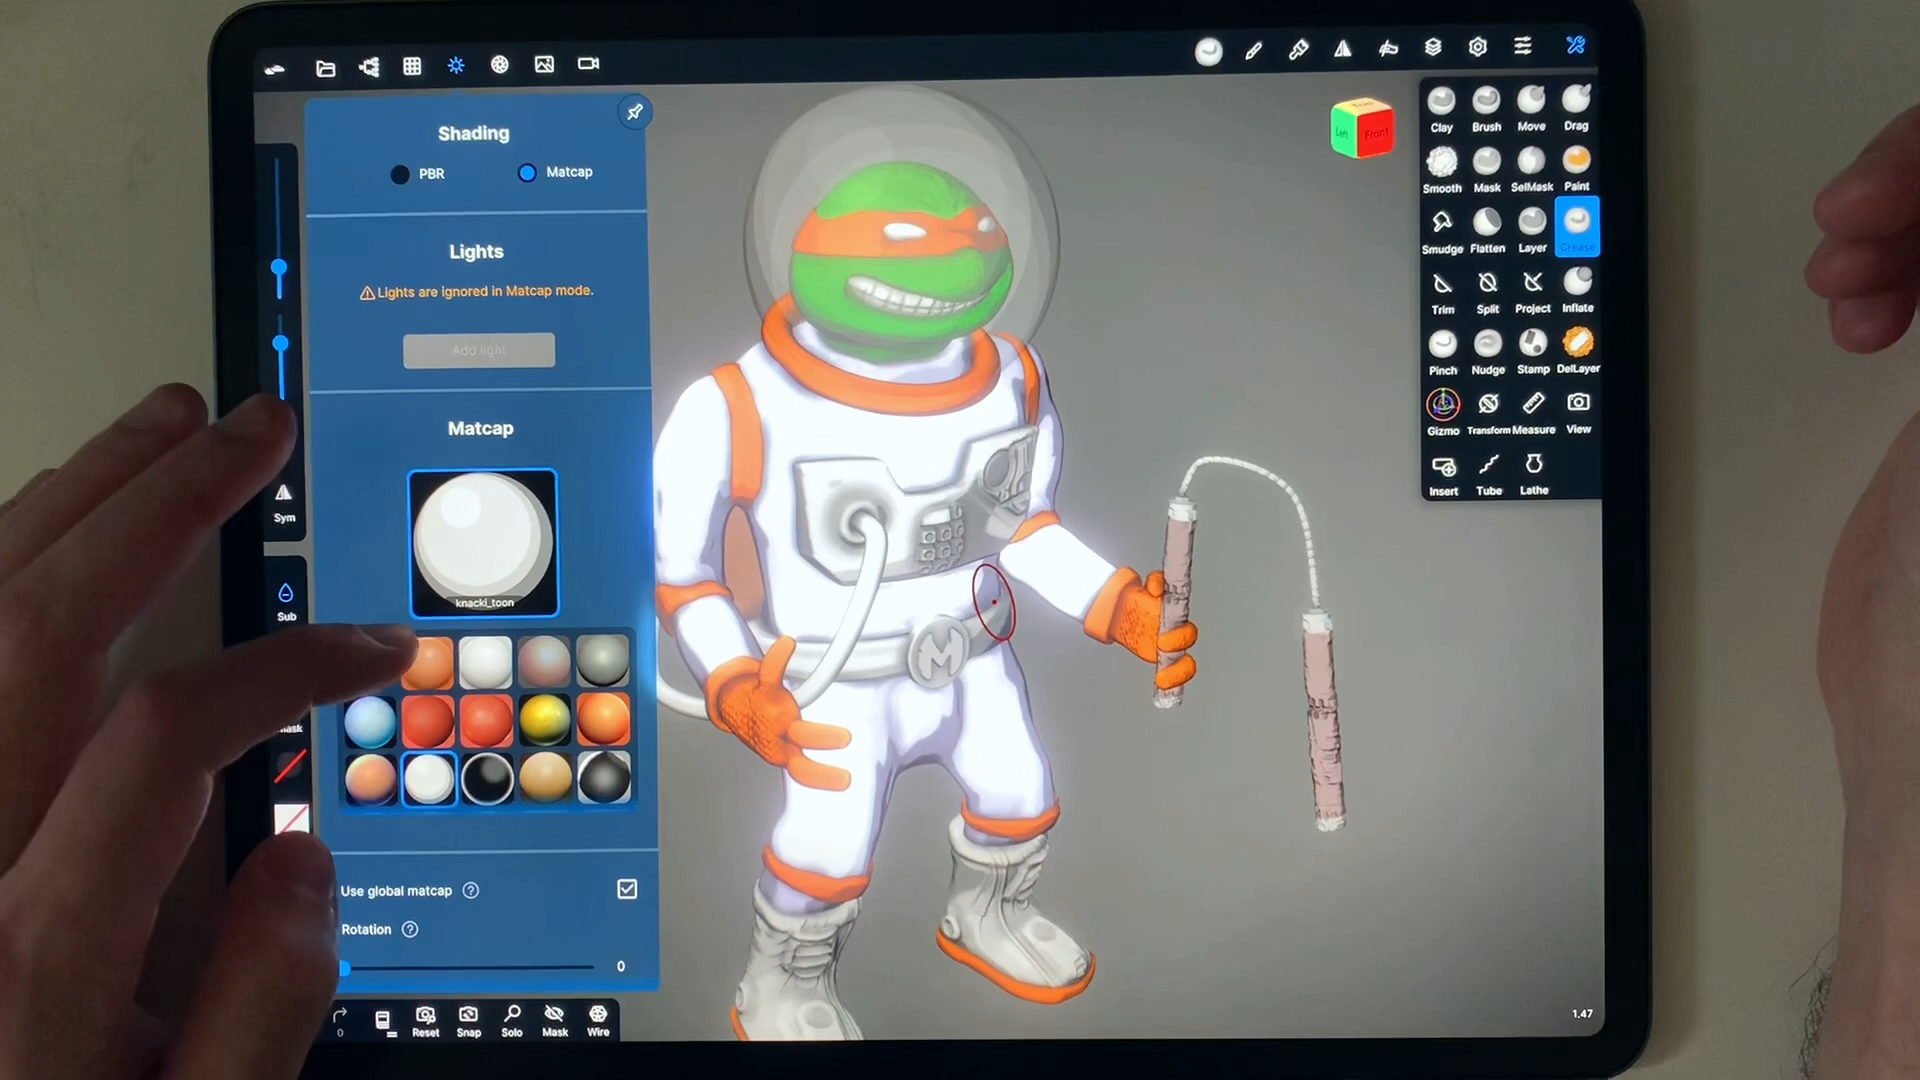 Shading
PBR
Matcap
Lights
Lights are ignored in Matcap mode.
Add light
Matcap
knacki_toon
Use global matcap
Rotation
0
Sym
Sub
0
Reset
Snap
Solo
Mask
Wire
Left
Front
M
Clay
Brush
Move
Drag
Smooth
Mask
SelMask
Paint
Smudge
Flatten
Layer
Crease
Trim
Split
Project
Inflate
Pinch
Nudge
Stamp
DelLayer
Gizmo
Transform
Measure
View
Insert
Tube
Lathe
1.47